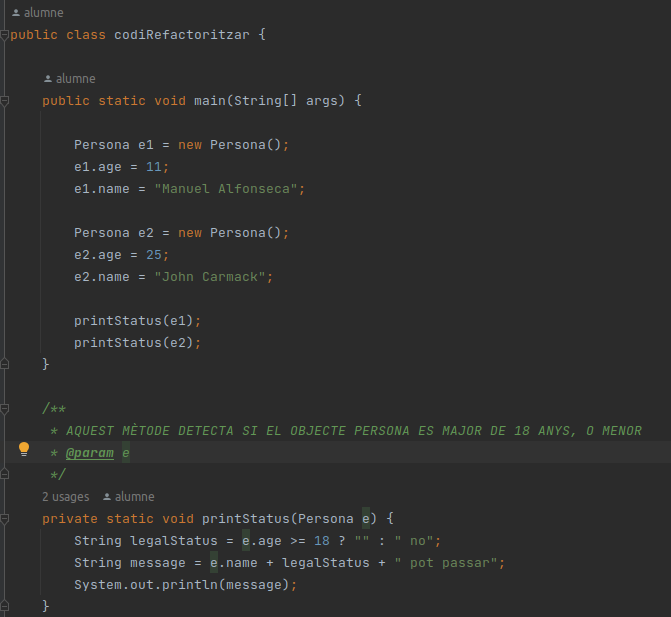 alumne
public class codiRefactoritzar {
alumne
public static void main(String[] args) {
Persona e1 = new Persona();
e1.age = 11;
e1.name = "Manuel Alfonseca";
Persona e2 = new Persona();
e2.age = 25;
e2.name = "John Carmack";
printStatus(e1);
printStatus(e2);
}
/**
* AQUEST MÈTODE DETECTA SI EL OBJECTE PERSONA ES MAJOR DE 18 ANYS, O MENOR
* @param e
*/
2 usages alumne
private static void printStatus(Persona e) {
String legalStatus = e.age >= 18 ? "" : " no";
String message = e.name + legalStatus + " pot passar";
System.out.println(message);
}